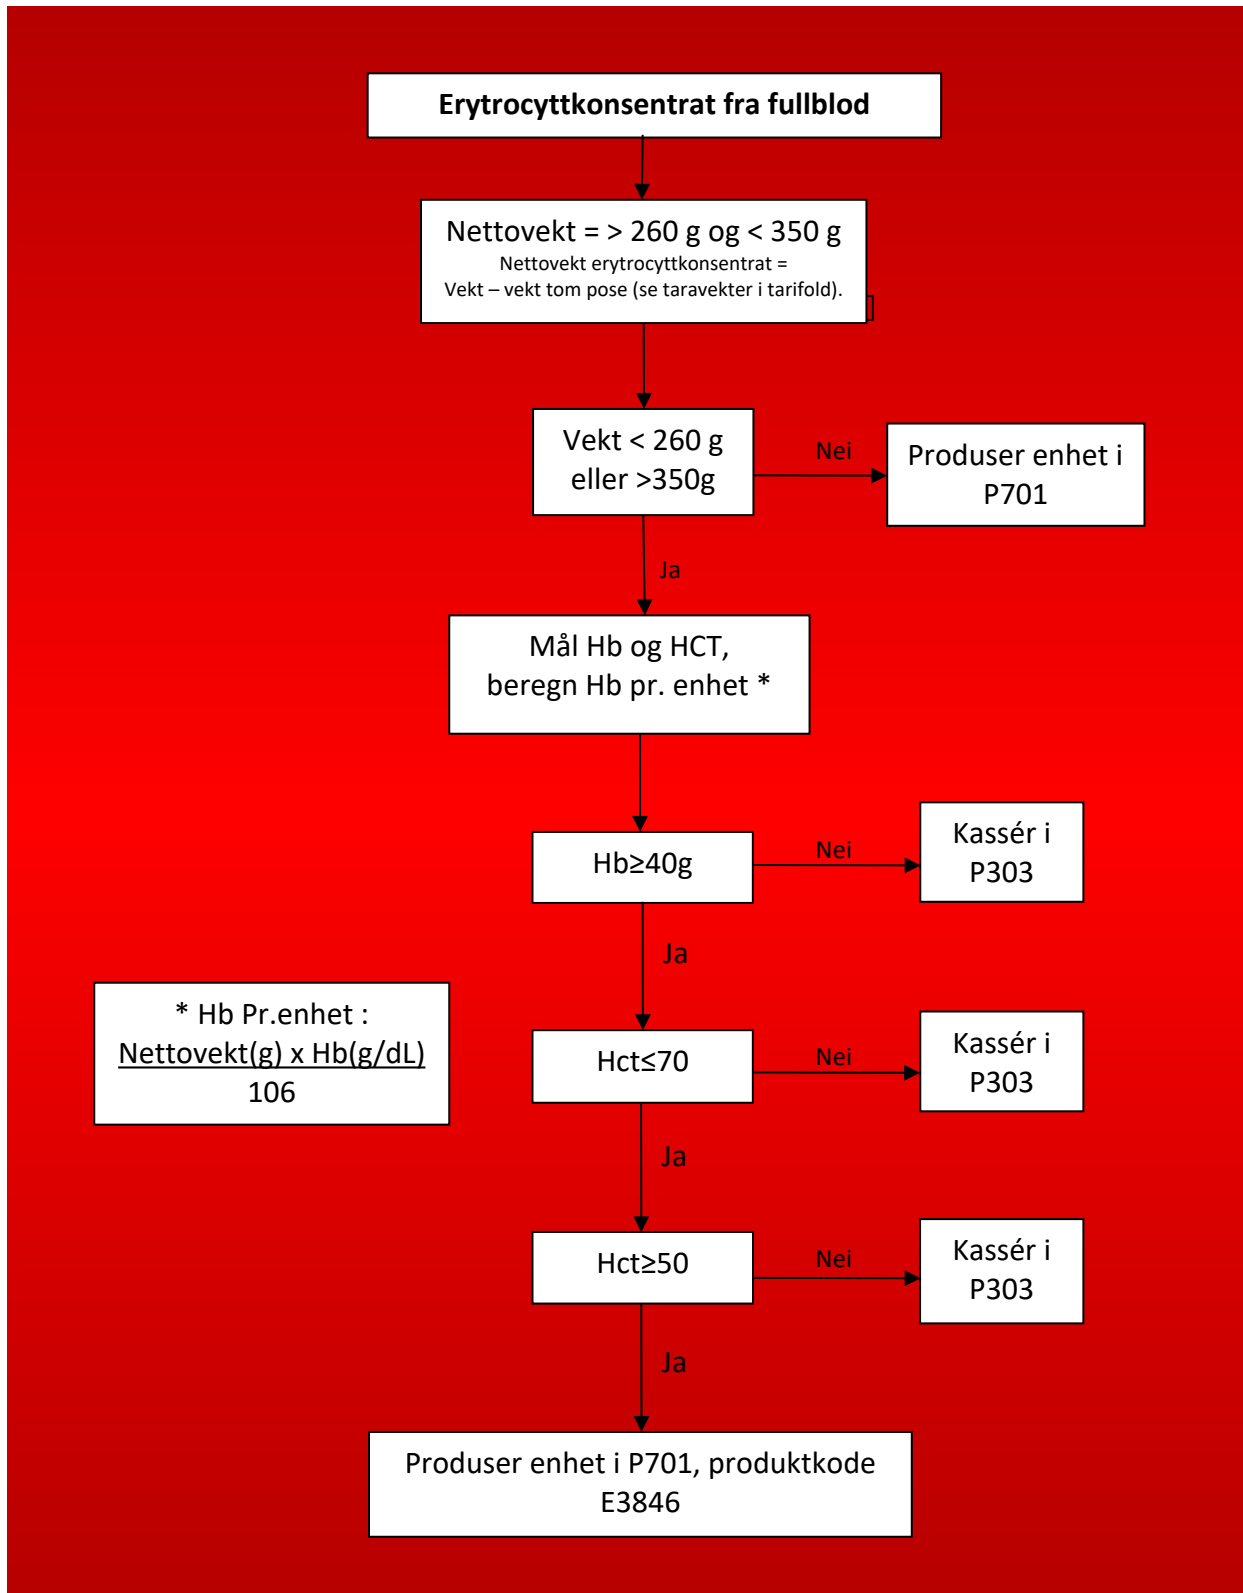 Erytrocyttkonsentrat fra fullblod
Nettovekt = > 260 g og < 350 g
Nettovekt erytrocyttkonsentrat =
Vekt – vekt tom pose (se taravekter i tarifold).
Vekt < 260 g
eller >350g
Nei
Produser enhet i
P701
Ja
Mål Hb og HCT,
beregn Hb pr. enhet *
Hb≥40g
Nei
Kassér i
P303
Ja
* Hb Pr.enhet :
Nettovekt(g) x Hb(g/dL)
106
Hct≤70
Nei
Kassér i
P303
Ja
Hct≥50
Nei
Kassér i
P303
Ja
Produser enhet i P701, produktkode
E3846